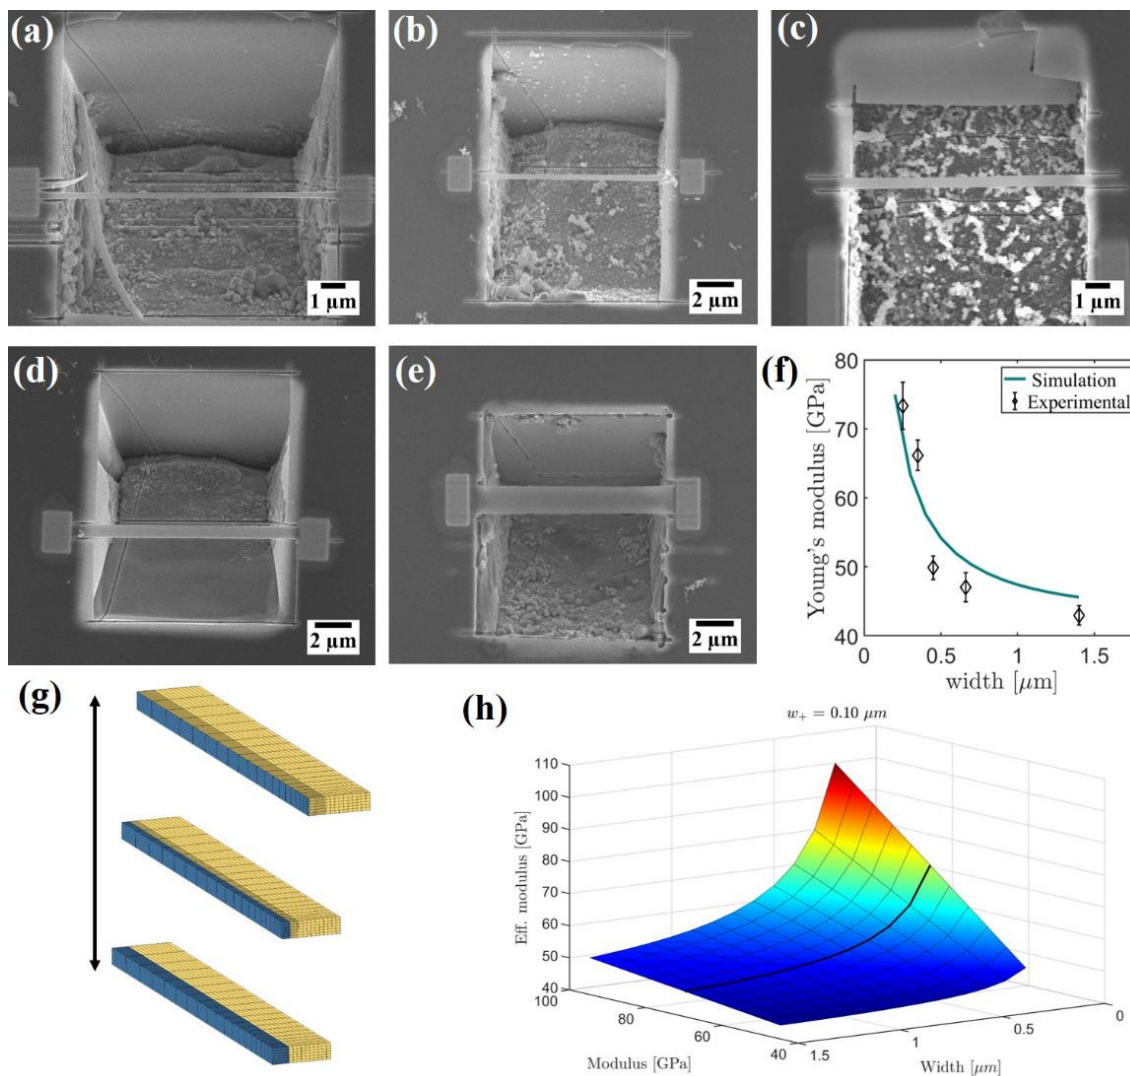 (a)
1 μm
(b)
2 μm
(c)
1 μm
(d)
2 μm
(e)
2 μm
(f)
80
70
60
50
40
Young's modulus [GPa]
Simulation
Experimental
0
0.5
1
1.5
width [μm]
(g)
(h)
w₊ = 0.10 μm
110
100
90
80
70
60
50
40
Eff. modulus [GPa]
100
80
60
40
Modulus [GPa]
1.5
1
0.5
0
Width [μm]